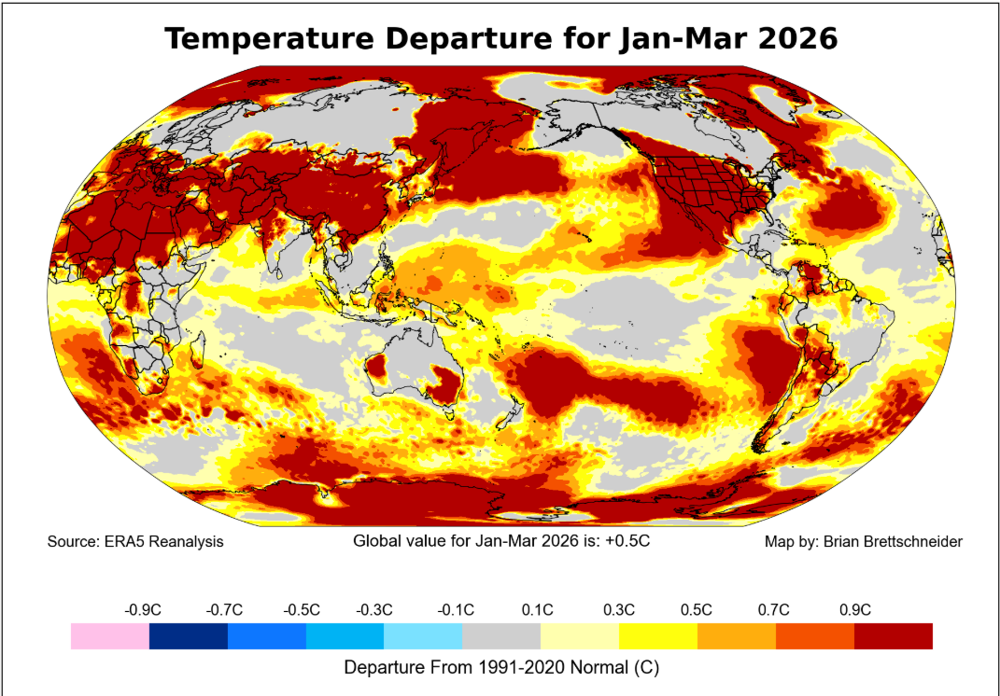 Temperature Departure for Jan-Mar 2026
Source: ERA5 Reanalysis
Global value for Jan-Mar 2026 is: +0.5C
Map by: Brian Brettschneider
-0.9C -0.7C -0.5C -0.3C -0.1C 0.1C 0.3C 0.5C 0.7C 0.9C
Departure From 1991-2020 Normal (C)